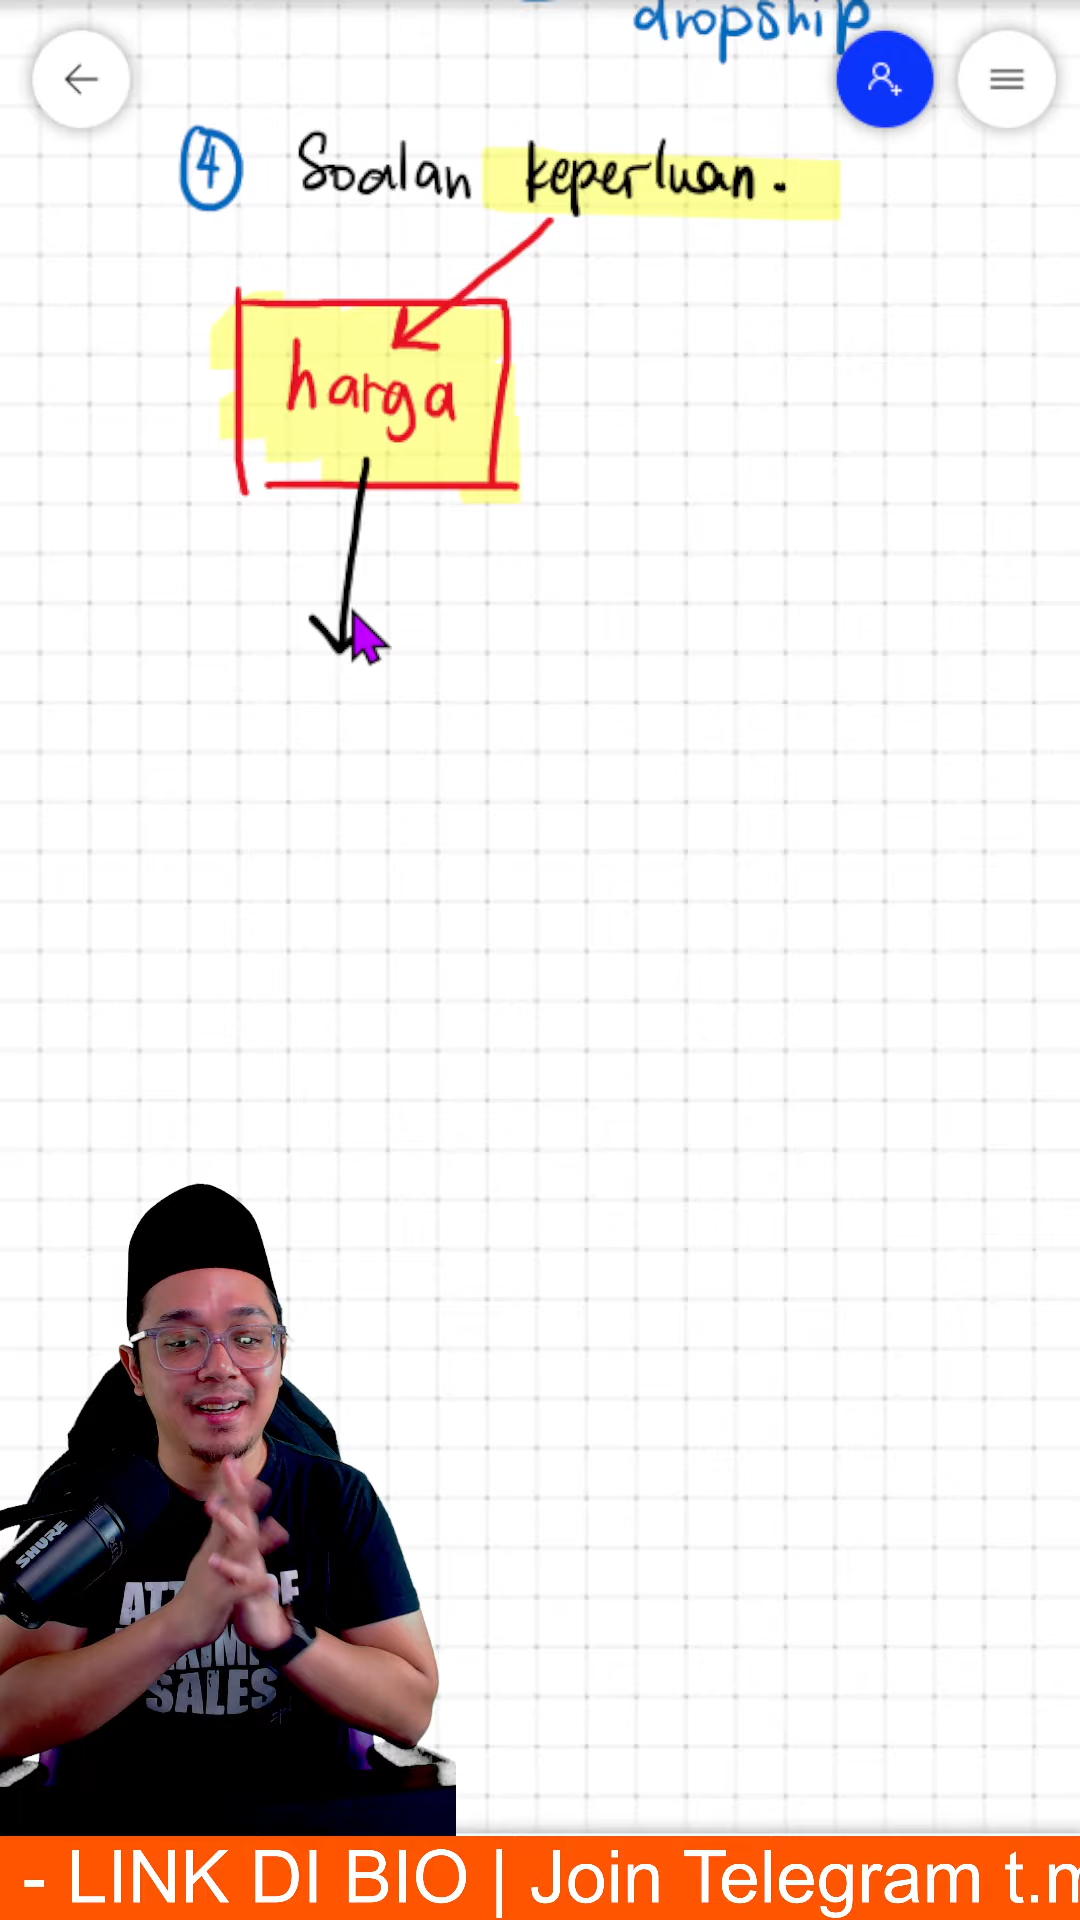 dropship
4 Soalan keperluan.
harga
SHURE
SALES
- LINK DI BIO | Join Telegram t.m